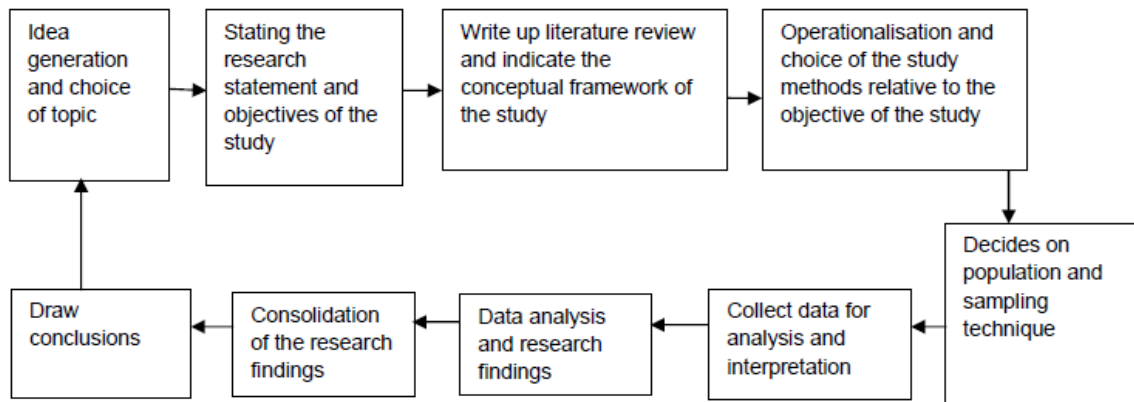 Idea
generation
and choice
of topic
Stating the
research
statement and
objectives of the
study
Write up literature review
and indicate the
conceptual framework of
the study
Operationalisation and
choice of the study
methods relative to the
objective of the study
Decides on
population and
sampling
technique
Collect data for
analysis and
interpretation
Data analysis
and research
findings
Consolidation
of the research
findings
Draw
conclusions